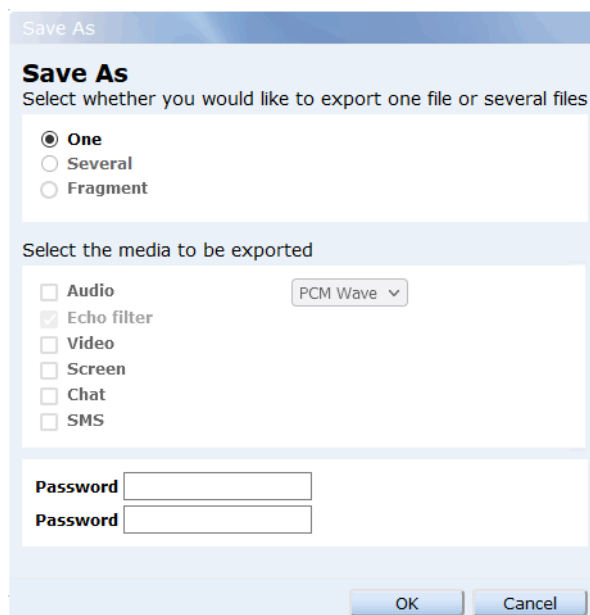 Save As
Save As
Select whether you would like to export one file or several files
One
Several
Fragment
Select the media to be exported
Audio PCM Wave
Echo filter
Video
Screen
Chat
SMS
Password
Password
OK Cancel